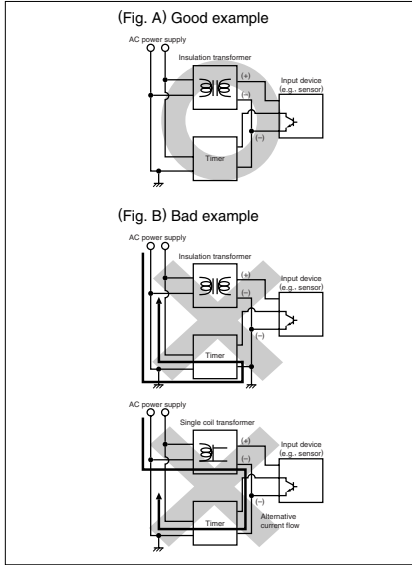 (Fig. A) Good example
AC power supply
Insulation transformer
(+)
Input device
(e.g., sensor)
(−)
Timer
(−)
(Fig. B) Bad example
AC power supply
Insulation transformer
(+)
Input device
(e.g., sensor)
(−)
Timer
(−)
AC power supply
Single coil transformer
(+)
Input device
(e.g., sensor)
(−)
(−)
Timer
Alternative
current flow